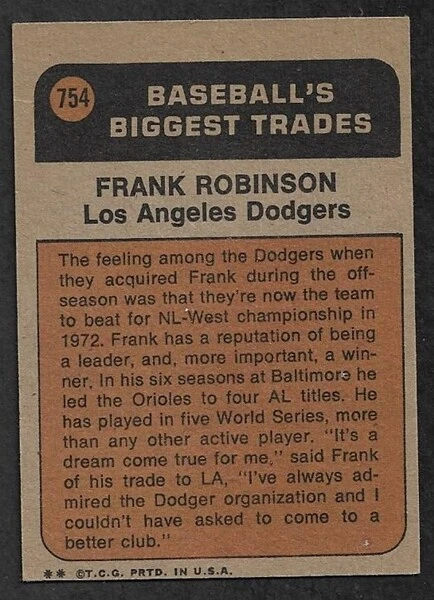 754
BASEBALL'S
BIGGEST TRADES
FRANK ROBINSON
Los Angeles Dodgers
The feeling among the Dodgers when
they acquired Frank during the off-
season was that they're now the team
to beat for NL-West championship in
1972. Frank has a reputation of being
a leader, and, more important, a win-
ner. In his six seasons at Baltimore he
led the Orioles to four AL titles. He
has played in five World Series, more
than any other active player. "It's a
dream come true for me," said Frank
of his trade to LA, "I've always ad-
mired the Dodger organization and I
couldn't have asked to come to a
better club."
** ©T.C.G. PRTD. IN U.S.A.